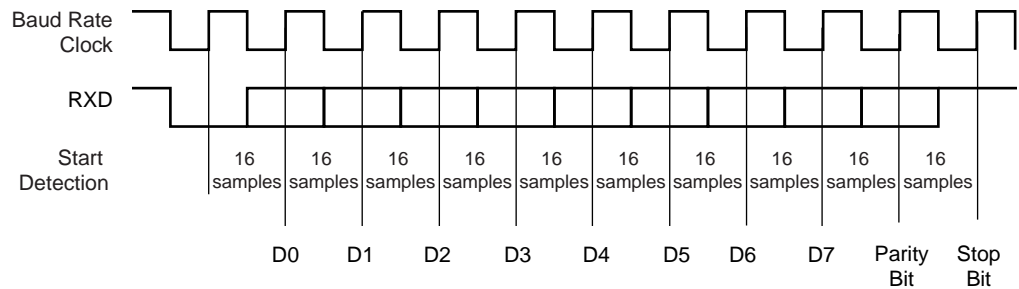 Baud Rate
Clock
RXD
Start
Detection
16 16 16 16 16 16 16 16 16 16
samples samples samples samples samples samples samples samples samples samples
D0 D1 D2 D3 D4 D5 D6 D7 Parity Stop
Bit Bit